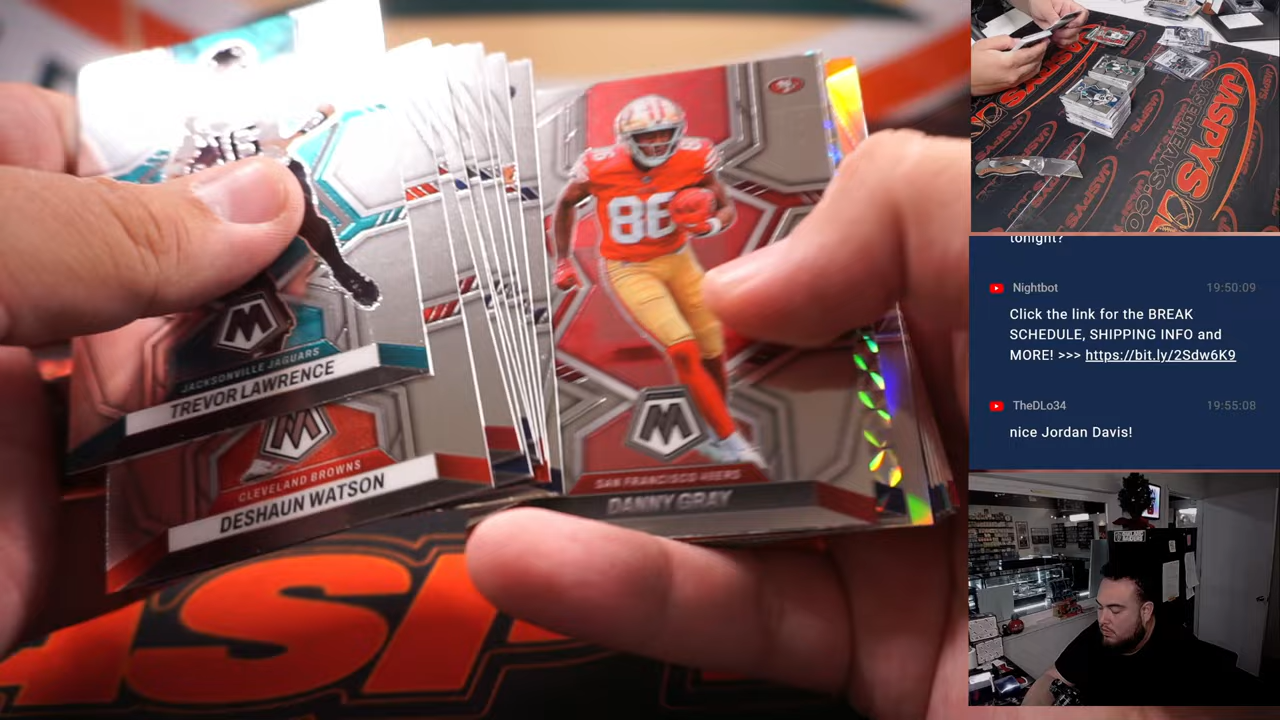 JACKSONVILLE JAGUARS
TREVOR LAWRENCE
CLEVELAND BROWNS
DESHAUN WATSON
86
SAN FRANCISCO 49ERS
DANNY GRAY
JASPYS
tonight?
Nightbot 19:50:09
Click the link for the BREAK
SCHEDULE, SHIPPING INFO and
MORE! >>> https://bit.ly/2Sdw6K9
TheDLo34 19:55:08
nice Jordan Davis!